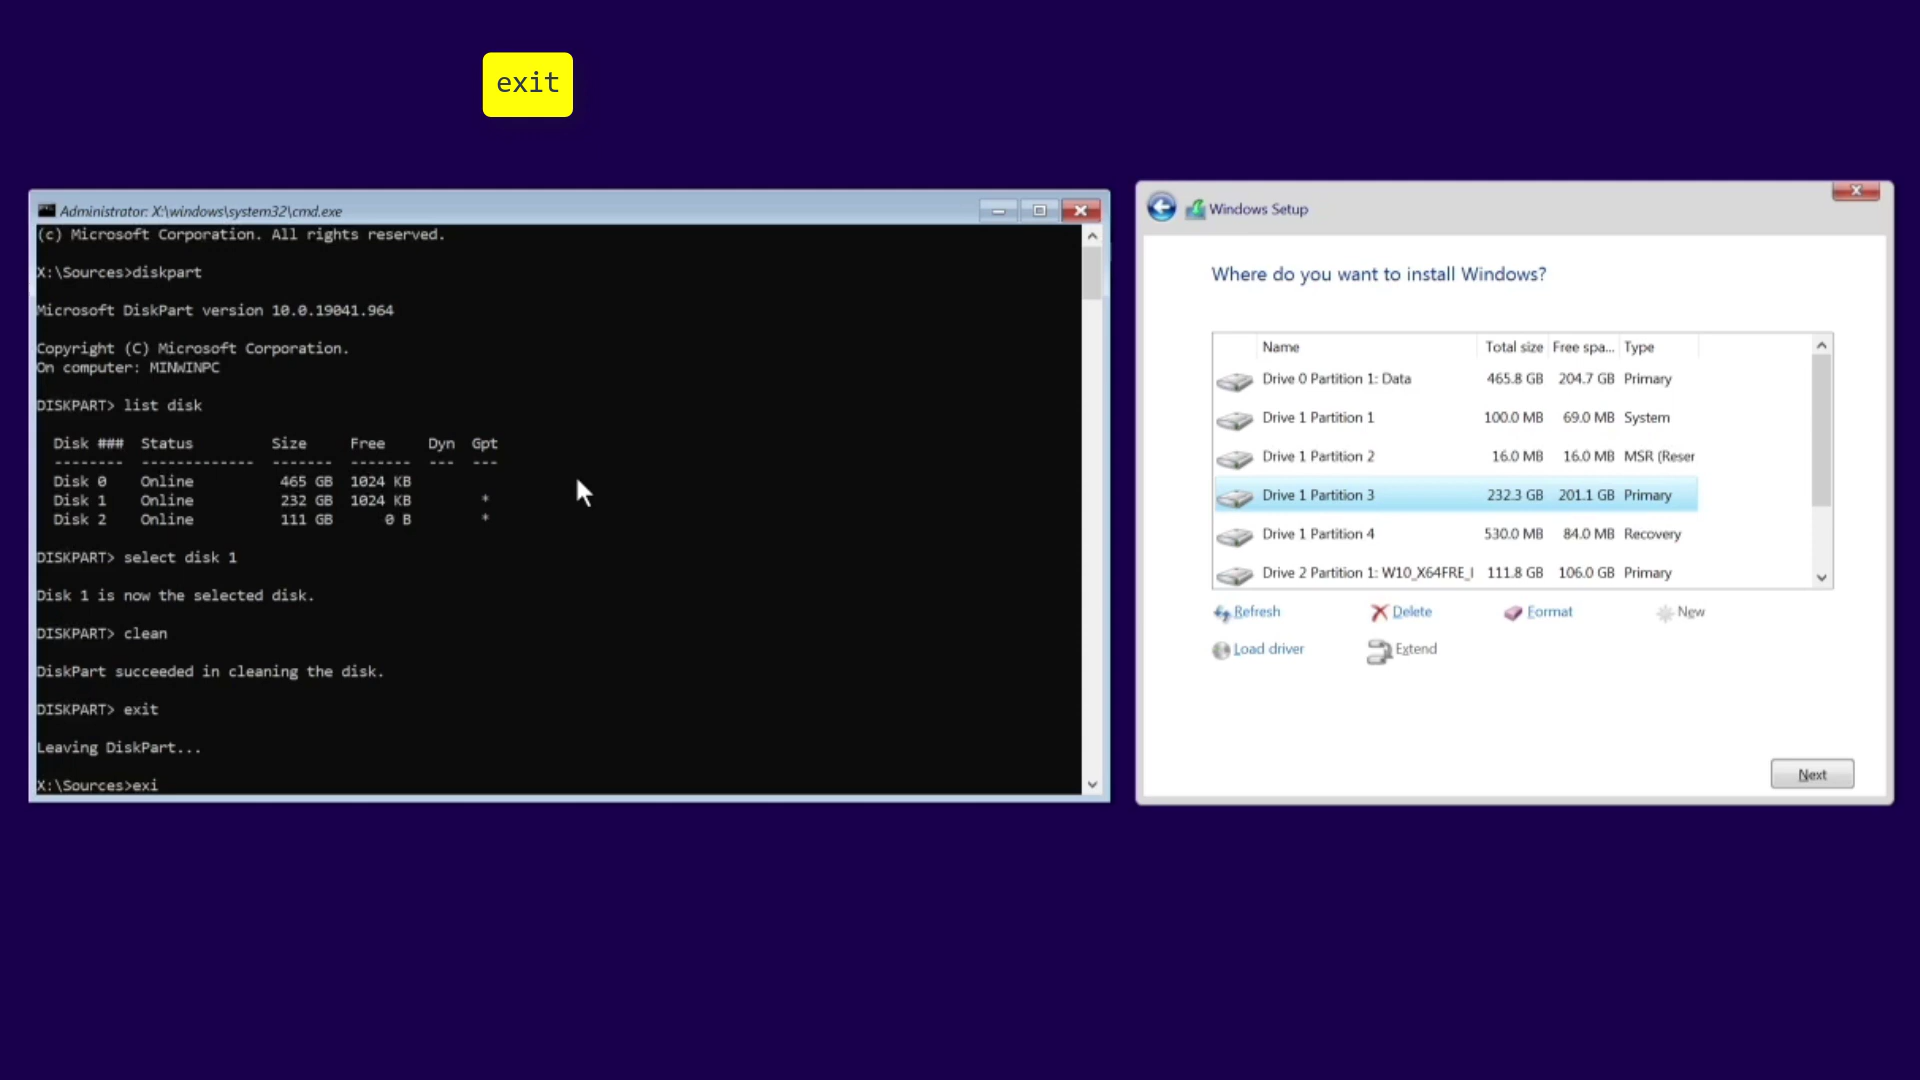 exit
Administrator: X:\windows\system32\cmd.exe
(c) Microsoft Corporation. All rights reserved.
X:\Sources>diskpart
Microsoft DiskPart version 10.0.19041.964
Copyright (C) Microsoft Corporation.
On computer: MINWINPC
DISKPART> list disk
Disk ### Status Size Free Dyn Gpt
-------- ------------- ------- ------- --- ---
Disk 0 Online 465 GB 1024 KB
Disk 1 Online 232 GB 1024 KB *
Disk 2 Online 111 GB 0 B *
DISKPART> select disk 1
Disk 1 is now the selected disk.
DISKPART> clean
DiskPart succeeded in cleaning the disk.
DISKPART> exit
Leaving DiskPart...
X:\Sources>exi
Windows Setup
Where do you want to install Windows?
Name Total size Free spa... Type
Drive 0 Partition 1: Data 465.8 GB 204.7 GB Primary
Drive 1 Partition 1 100.0 MB 69.0 MB System
Drive 1 Partition 2 16.0 MB 16.0 MB MSR (Reser
Drive 1 Partition 3 232.3 GB 201.1 GB Primary
Drive 1 Partition 4 530.0 MB 84.0 MB Recovery
Drive 2 Partition 1: W10_X64FRE_I 111.8 GB 106.0 GB Primary
Refresh Delete Format New
Load driver Extend
Next